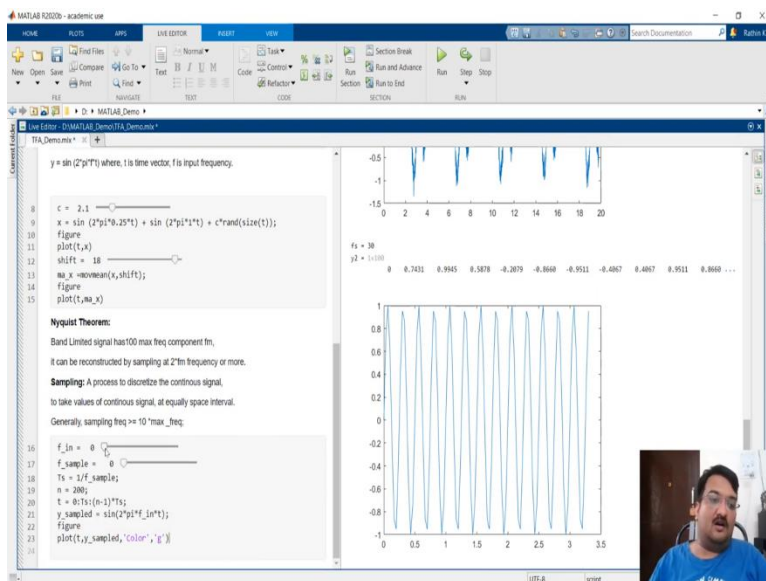 MATLAB R2020b - academic use
HOME PLOTS APPS LIVE EDITOR INSERT VIEW
Search Documentation
Rathin K
New Open Save
Find Files
Compare
Print
Go To
Find
Text
Normal
B I U M
Code
Task
Control
Refactor
Run Section
Section Break
Run and Advance
Run to End
Run Step Stop
FILE NAVIGATE TEXT CODE SECTION RUN
D: MATLAB_Demo
Current Folder
Live Editor - D:\MATLAB_Demo\TFA_Demo.mlx *
TFA_Demo.mlx * +
y = sin (2*pi*f*t) where, t is time vector, f is input frequency.
8 c = 2.1
9 x = sin (2*pi*0.25*t) + sin (2*pi*1*t) + c*rand(size(t));
10 figure
11 plot(t,x)
12 shift = 18
13 ma_x =movmean(x,shift);
14 figure
15 plot(t,ma_x)
Nyquist Theorem:
Band Limited signal has100 max freq component fm,
it can be reconstructed by sampling at 2*fm frequency or more.
Sampling: A process to discretize the continous signal,
to take values of continous signal, at equally space interval.
Generally, sampling freq >= 10 *max _freq;
16 f_in = 0
17 f_sample = 0
18 Ts = 1/f_sample;
19 n = 200;
20 t = 0:Ts:(n-1)*Ts;
21 y_sampled = sin(2*pi*f_in*t);
22 figure
23 plot(t,y_sampled,'Color','g')
24
-0.5
-1
-1.5
0 2 4 6 8 10 12 14 16 18 20
fs = 30
y2 = 1×100
0 0.7431 0.9945 0.5878 -0.2079 -0.8660 -0.9511 -0.4067 0.4067 0.9511 0.8660 ...
1
0.8
0.6
0.4
0.2
0
-0.2
-0.4
-0.6
-0.8
-1
0 0.5 1 1.5 2 2.5 3 3.5
UTF-8 script